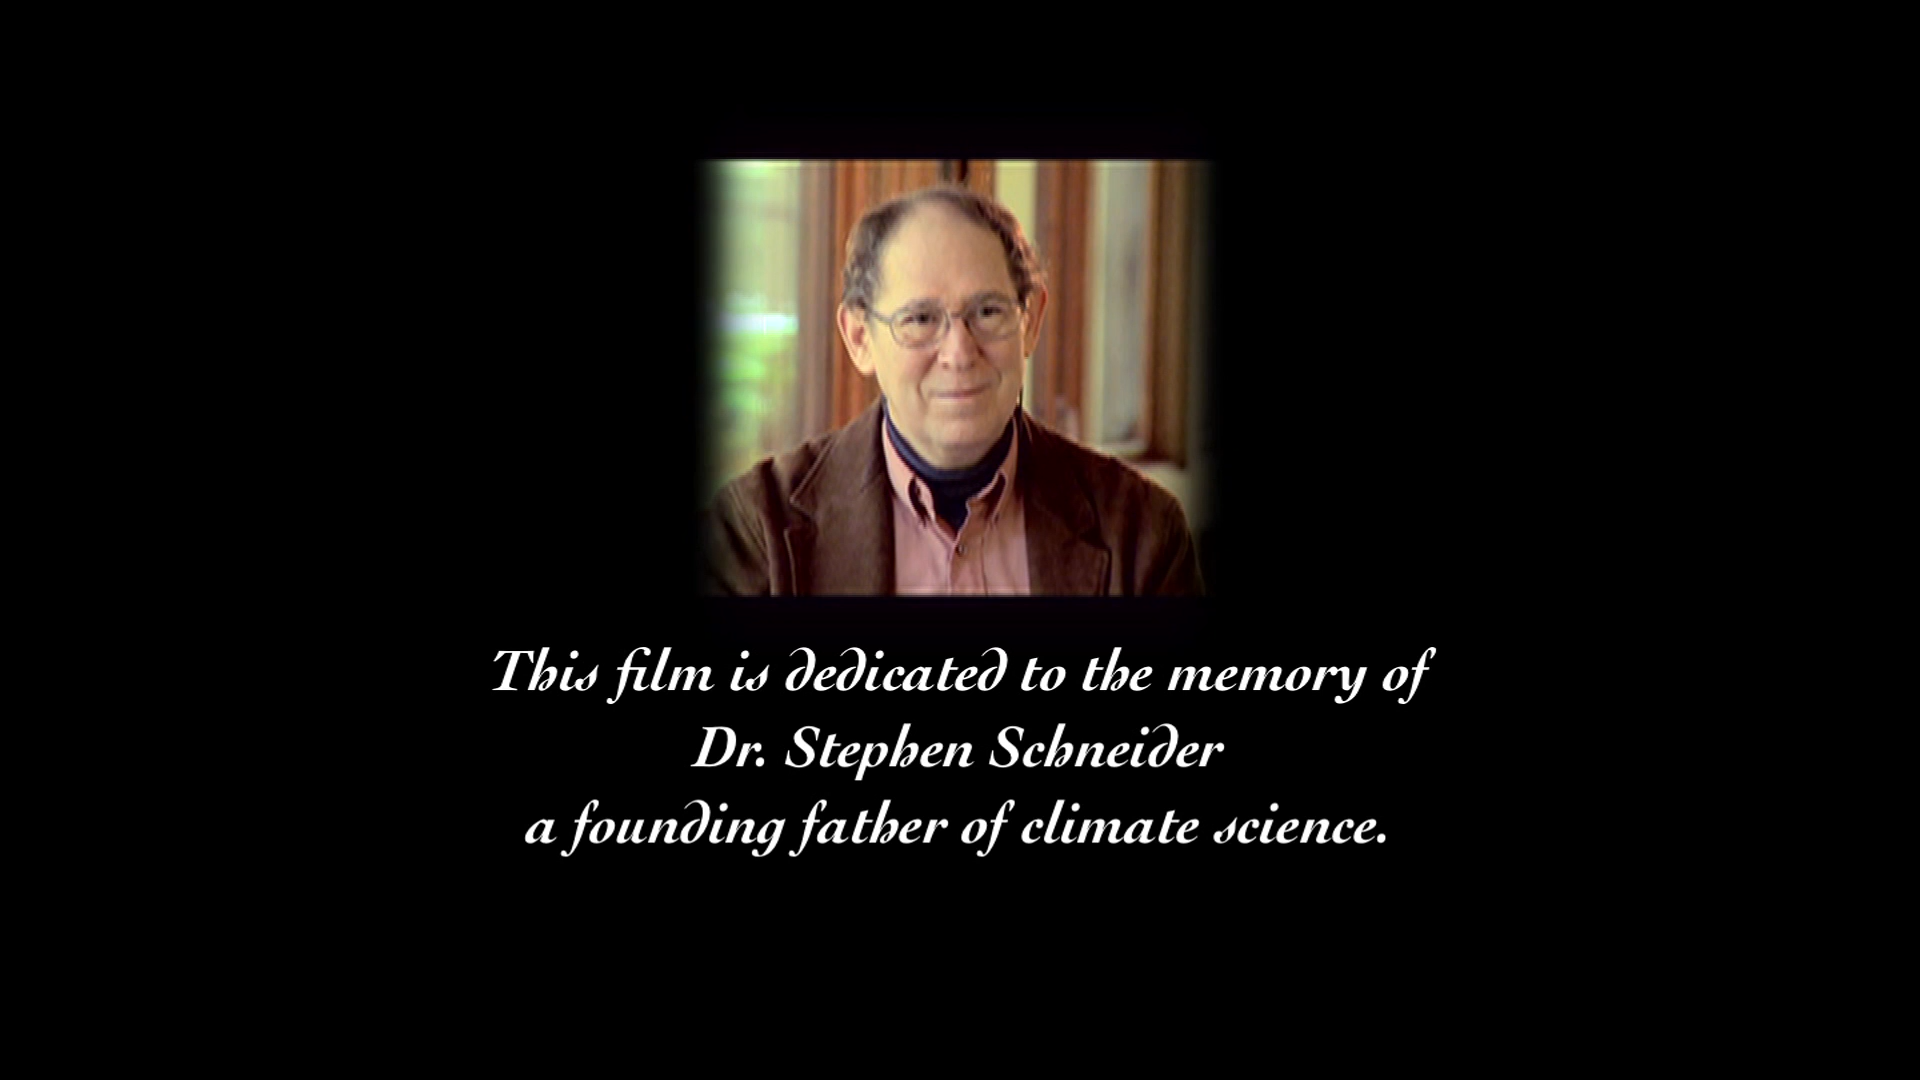 This film is dedicated to the memory of
Dr. Stephen Schneider
a founding father of climate science.